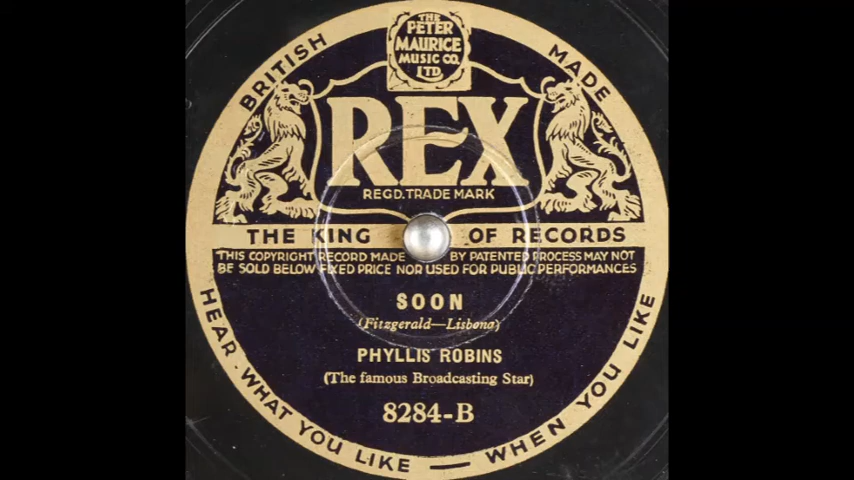 THE
PETER
MAURICE
MUSIC CO.
LTD
BRITISH MADE
REX
REGD. TRADE MARK
THE KING OF RECORDS
THIS COPYRIGHT RECORD MADE BY PATENTED PROCESS MAY NOT
BE SOLD BELOW FIXED PRICE NOR USED FOR PUBLIC PERFORMANCES
SOON
(Fitzgerald—Lisbona)
PHYLLIS ROBINS
(The famous Broadcasting Star)
8284-B
HEAR WHAT YOU LIKE — WHEN YOU LIKE